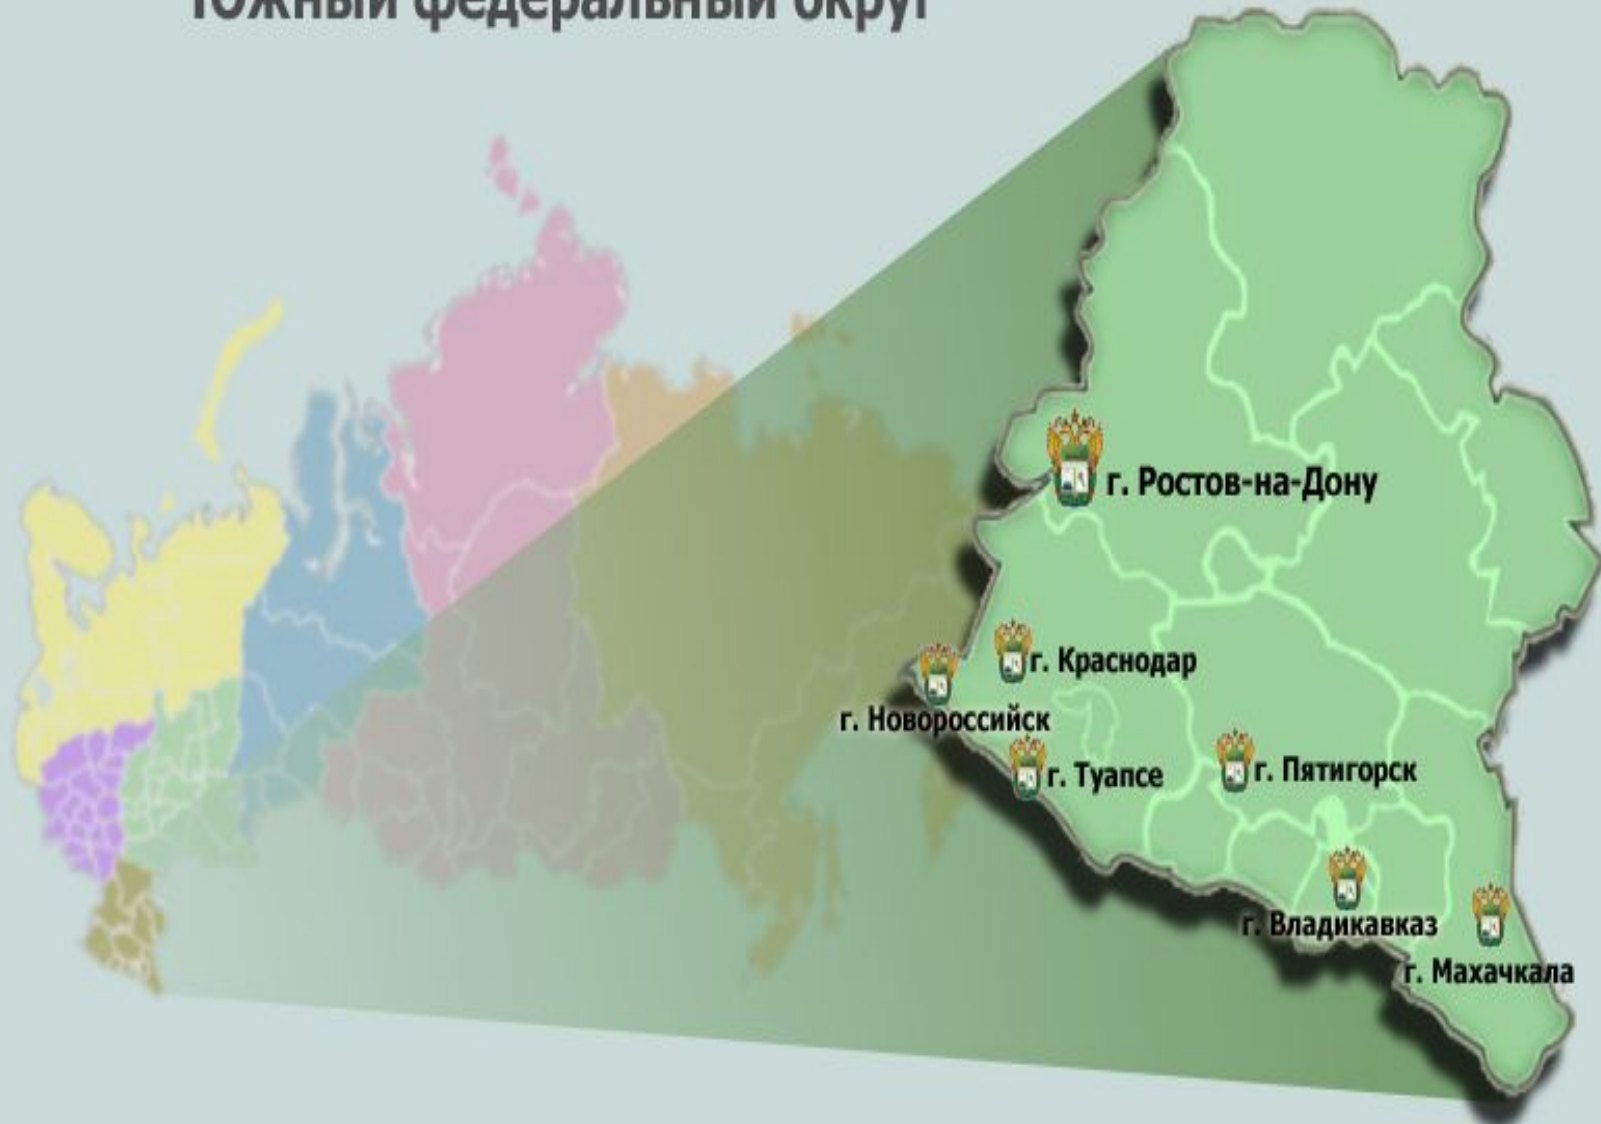 Южный федеральный округ
г. Ростов-на-Дону
г. Краснодар
г. Новороссийск
г. Туапсе
г. Пятигорск
г. Владикавказ
г. Махачкала